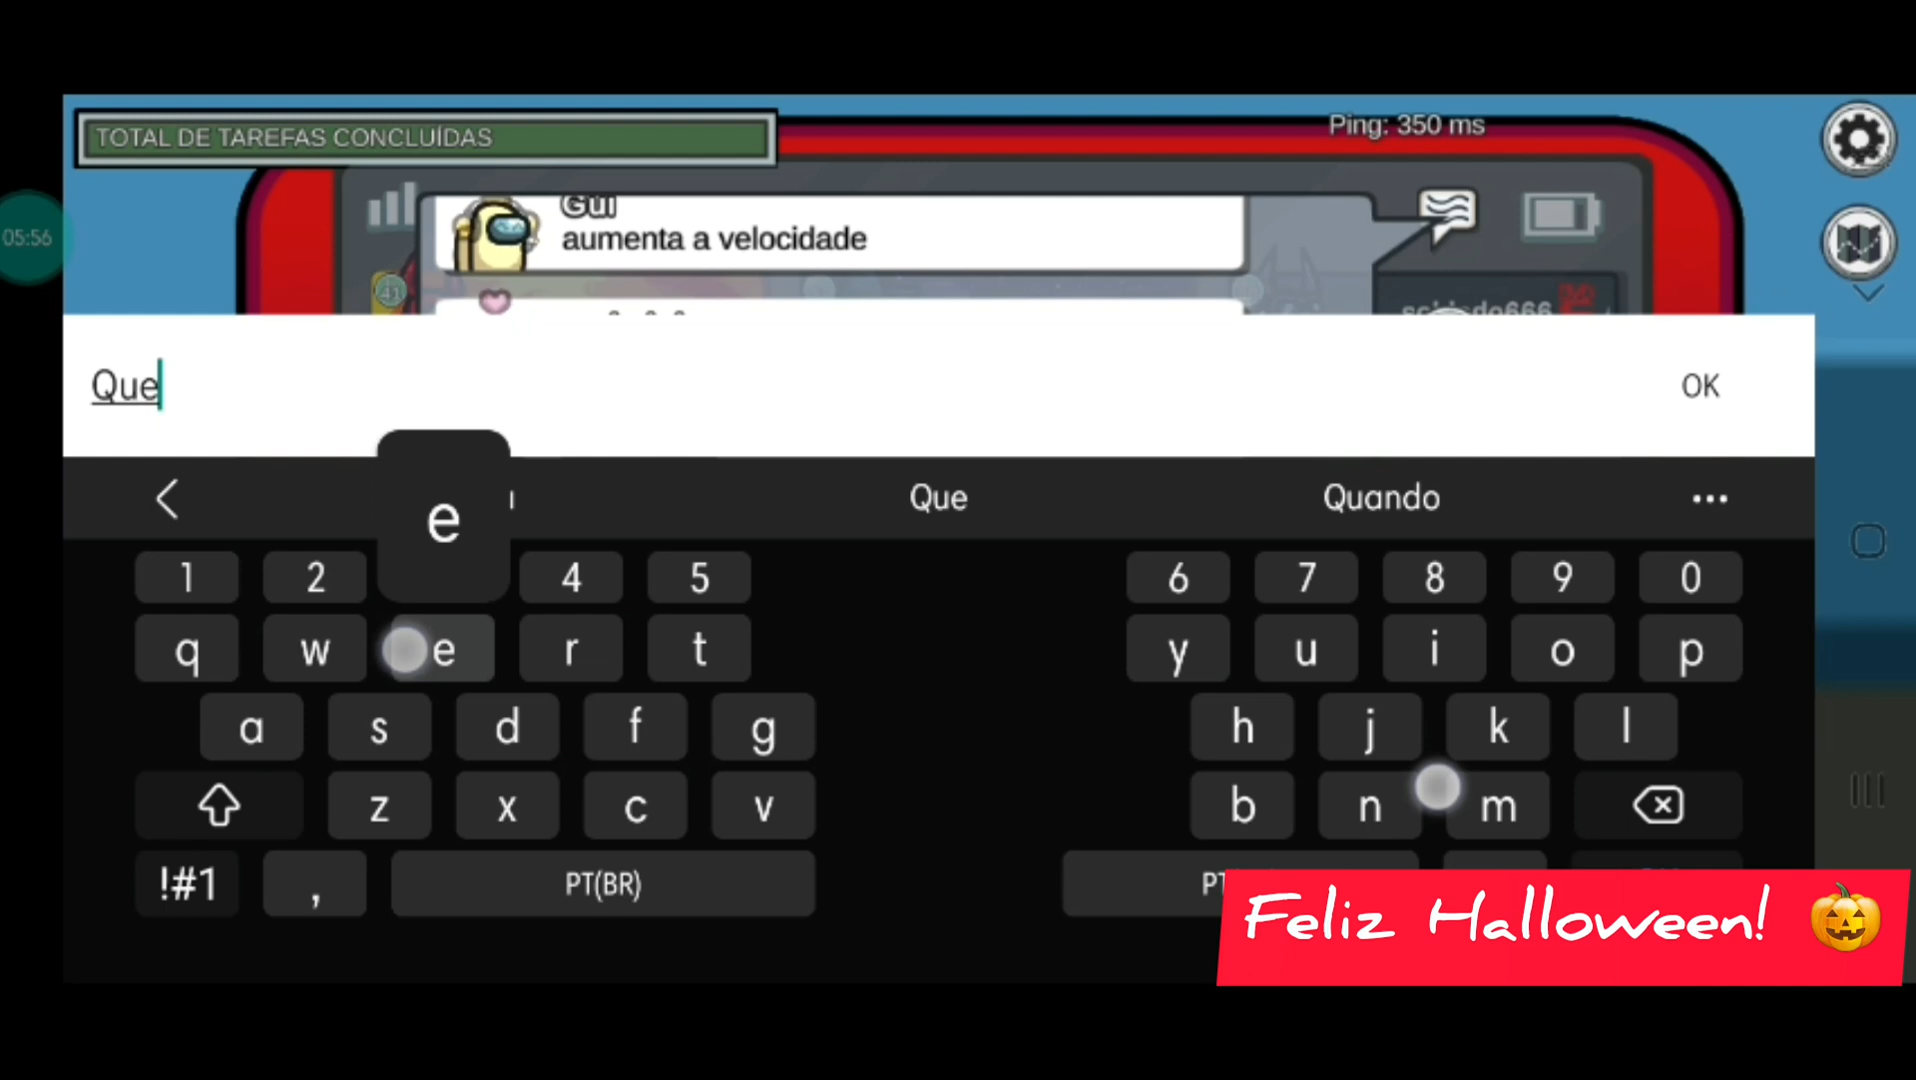 TOTAL DE TAREFAS CONCLUÍDAS
Ping: 350 ms
Gui
aumenta a velocidade
05:56
41
Que
OK
e
Que
Quando
1 2 4 5 6 7 8 9 0
q w e r t y u i o p
a s d f g h j k l
z x c v b n m
!#1 , PT(BR)
Feliz Halloween! 🎃